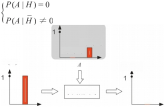 P(A | H) = 0
P(A | H̄) ≠ 0
1
A
1
1